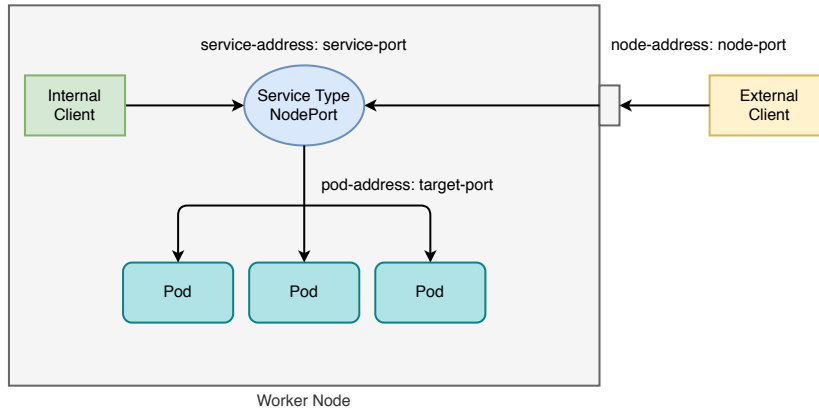 service-address: service-port
node-address: node-port
Internal
Client
Service Type
NodePort
External
Client
pod-address: target-port
Pod
Pod
Pod
Worker Node